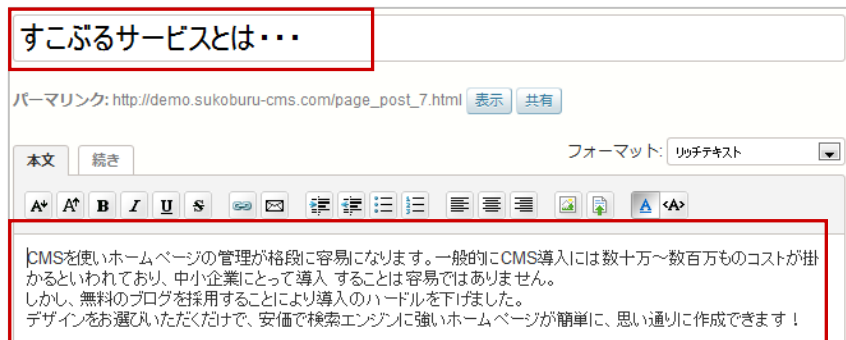 すこぶるサービスとは・・・
パーマリンク: http://demo.sukoburu-cms.com/page_post_7.html 表示 共有
本文 続き フォーマット: リッチテキスト
A A B I U S A <A>
CMSを使いホームページの管理が格段に容易になります。一般的にCMS導入には数十万～数百万ものコストが掛
かるといわれており、中小企業にとって導入 することは容易ではありません。
しかし、無料のブログを採用することにより導入のハードルを下げました。
デザインをお選びいただくだけで、安価で検索エンジンに強いホームページが簡単に、思い通りに作成できます！